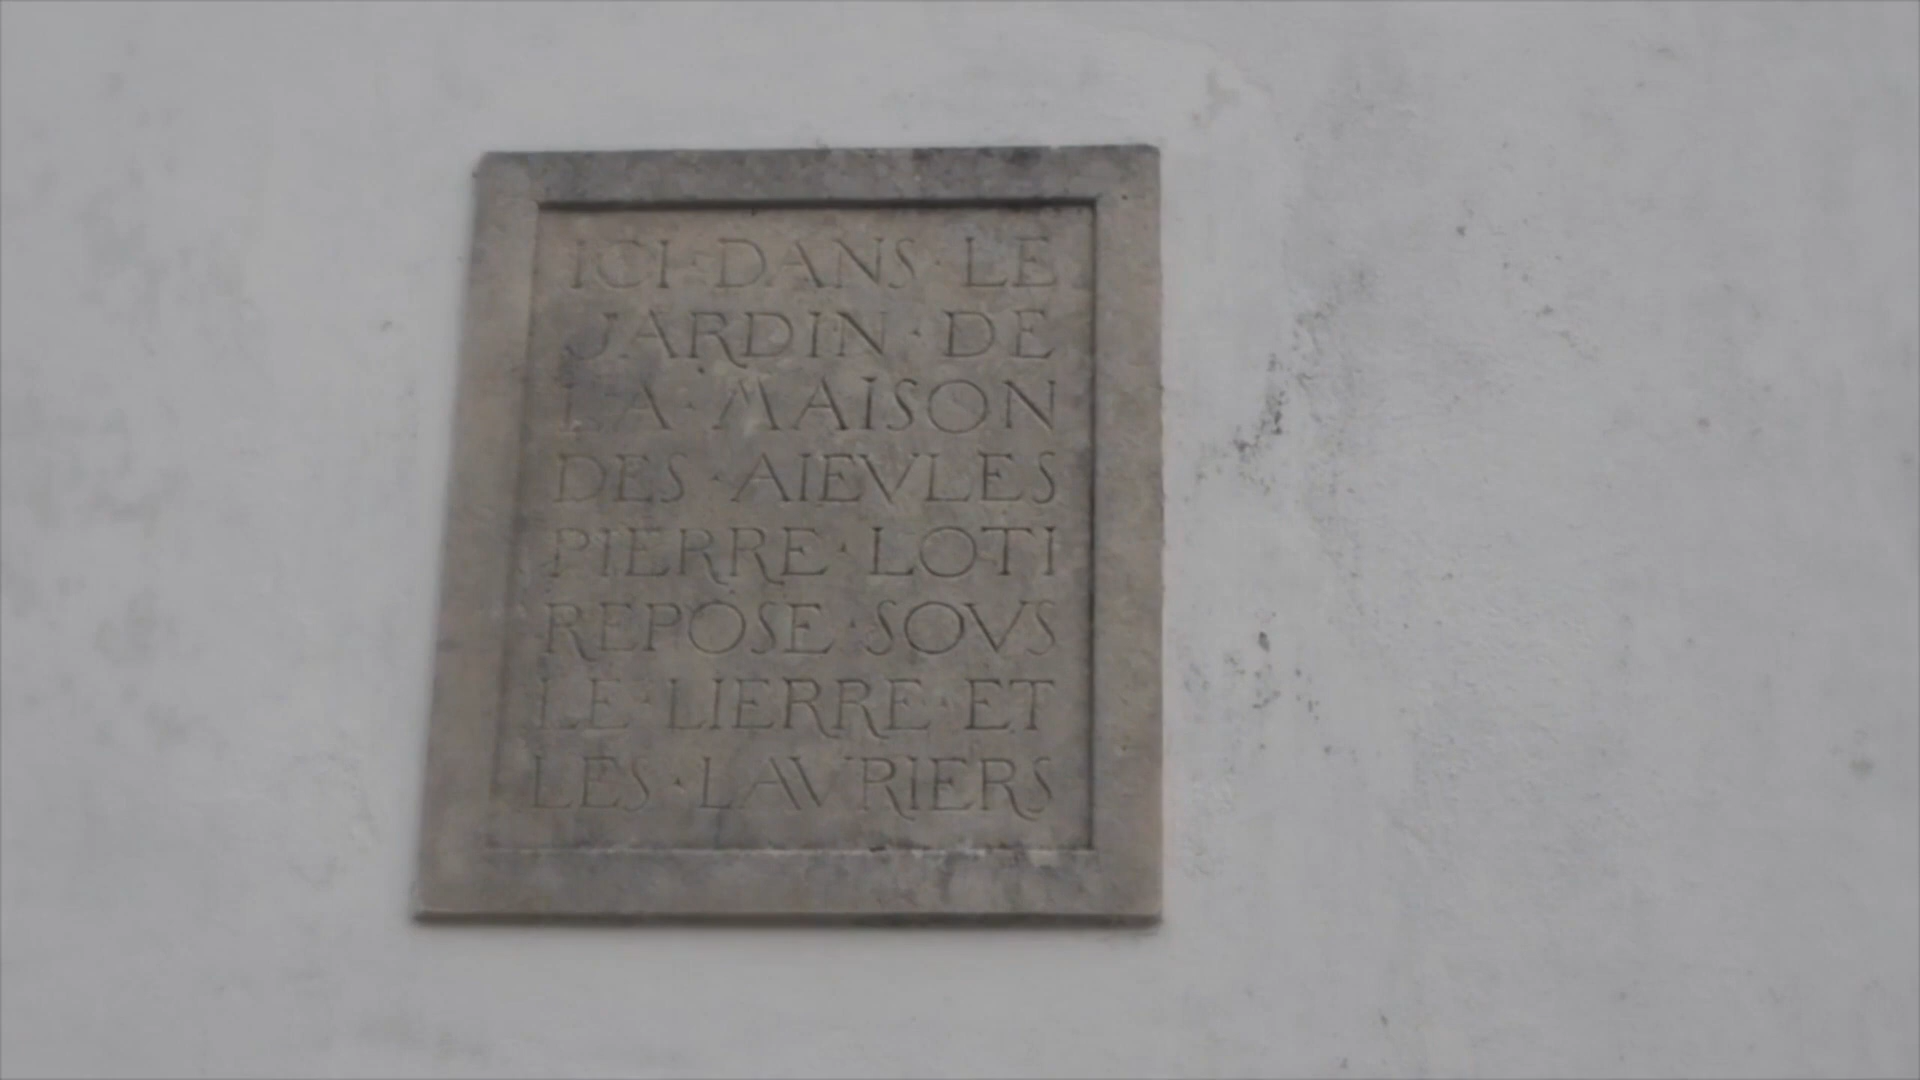 ICI·DANS·LE
JARDIN·DE
LA·MAISON
DES·AIEVLES
PIERRE·LOTI
REPOSE·SOVS
LE·LIERRE·ET
LES·LAVRIERS